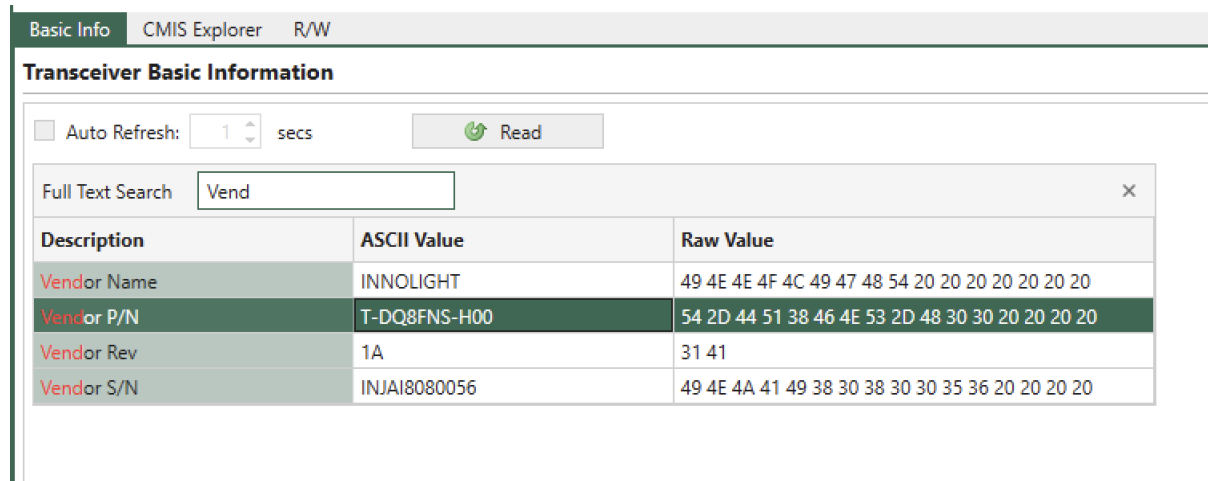 Basic Info CMIS Explorer R/W
Transceiver Basic Information
Auto Refresh: 1 secs Read
Full Text Search Vend ×
Description ASCII Value Raw Value
Vendor Name INNOLIGHT 49 4E 4E 4F 4C 49 47 48 54 20 20 20 20 20 20 20
Vendor P/N T-DQ8FNS-H00 54 2D 44 51 38 46 4E 53 2D 48 30 30 20 20 20 20
Vendor Rev 1A 31 41
Vendor S/N INJAI8080056 49 4E 4A 41 49 38 30 38 30 30 35 36 20 20 20 20